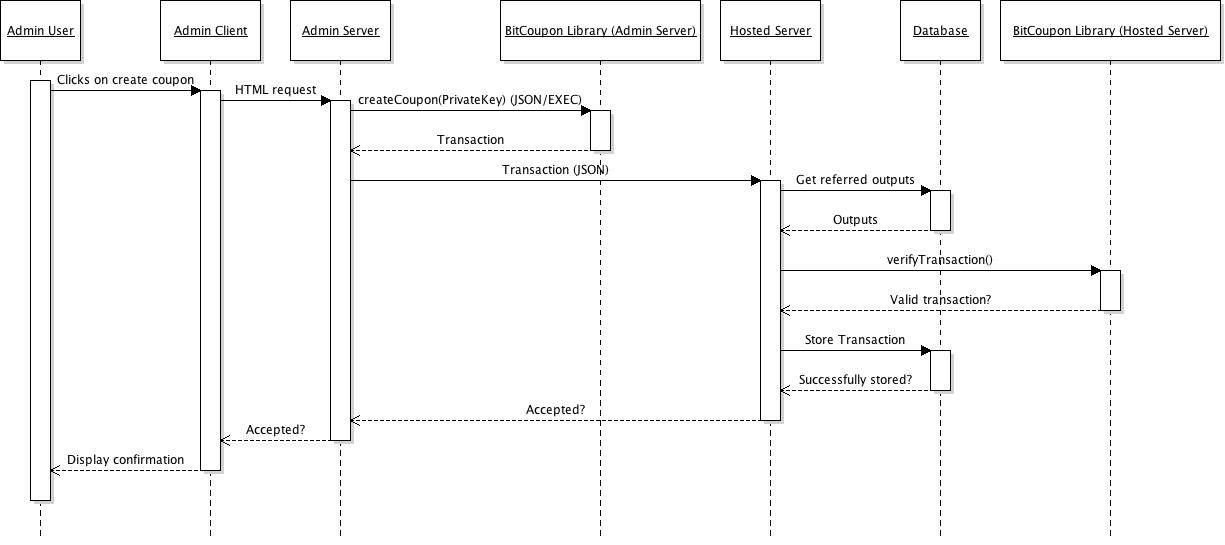 Admin User
Admin Client
Admin Server
BitCoupon Library (Admin Server)
Hosted Server
Database
BitCoupon Library (Hosted Server)
Clicks on create coupon
HTML request
createCoupon(PrivateKey) (JSON/EXEC)
Transaction
Transaction (JSON)
Get referred outputs
Outputs
verifyTransaction()
Valid transaction?
Store Transaction
Successfully stored?
Accepted?
Accepted?
Display confirmation